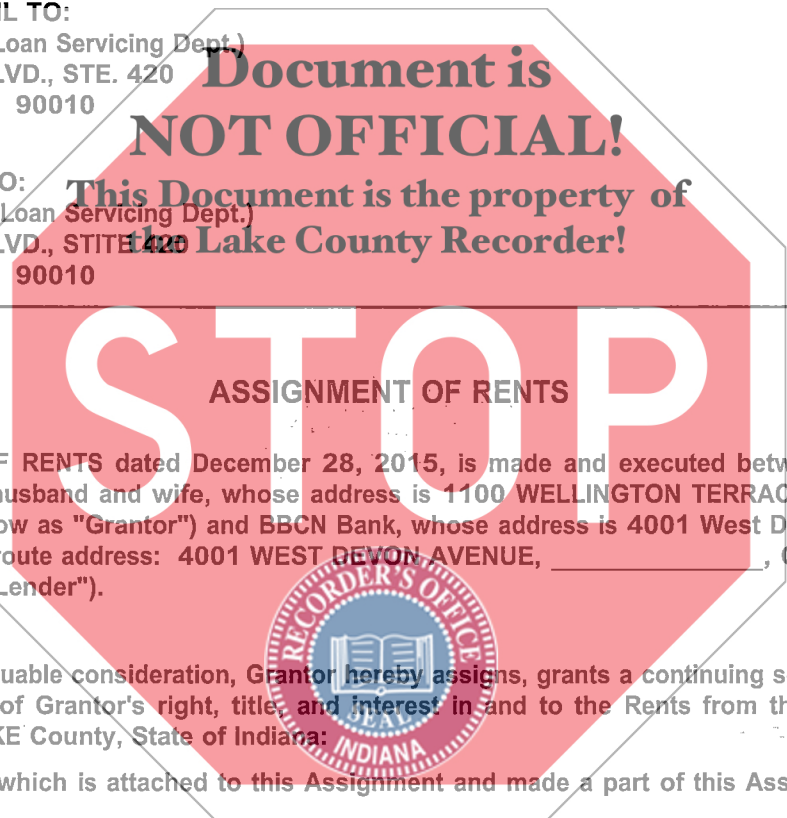 IL TO:
Loan Servicing Dept.)
LVD., STE. 420
90010
Document is
NOT OFFICIAL!
This Document is the property of
the Lake County Recorder!
O:
Loan Servicing Dept.)
LVD., STITE 420
90010
STOP
ASSIGNMENT OF RENTS
F RENTS dated December 28, 2015, is made and executed betw
husband and wife, whose address is 1100 WELLINGTON TERRAC
ow as "Grantor") and BBCN Bank, whose address is 4001 West D
route address: 4001 WEST DEVON AVENUE, _______________, C
Lender").
RECORDER'S OFFICE
SEAL
INDIANA
uable consideration, Grantor hereby assigns, grants a continuing s
of Grantor's right, title, and interest in and to the Rents from th
KE County, State of Indiana:
which is attached to this Assignment and made a part of this Ass